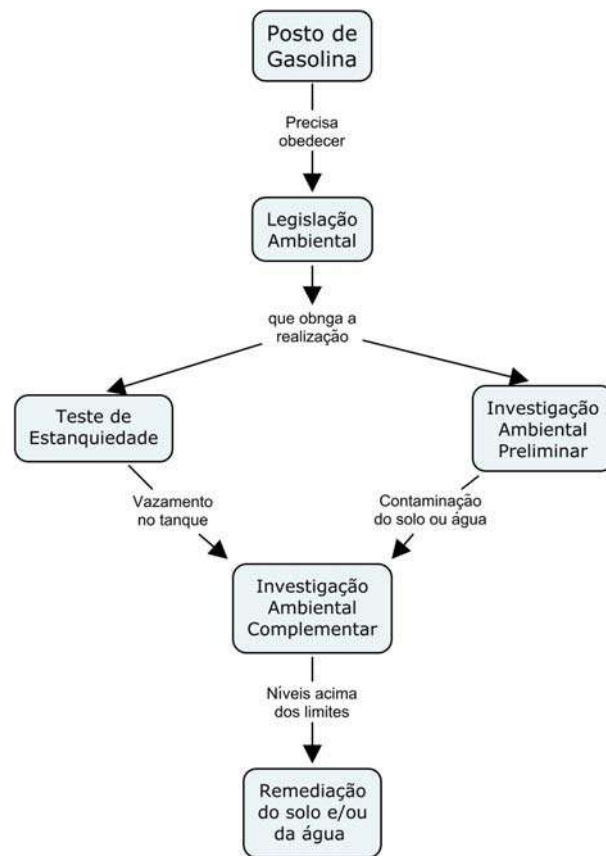 Posto de
Gasolina
Precisa
obedecer
Legislação
Ambiental
que obnga a
realização
Teste de
Estanquiedade
Investigação
Ambiental
Preliminar
Vazamento
no tanque
Contaminação
do solo ou água
Investigação
Ambiental
Complementar
Níveis acima
dos limites
Remediação
do solo e/ou
da água